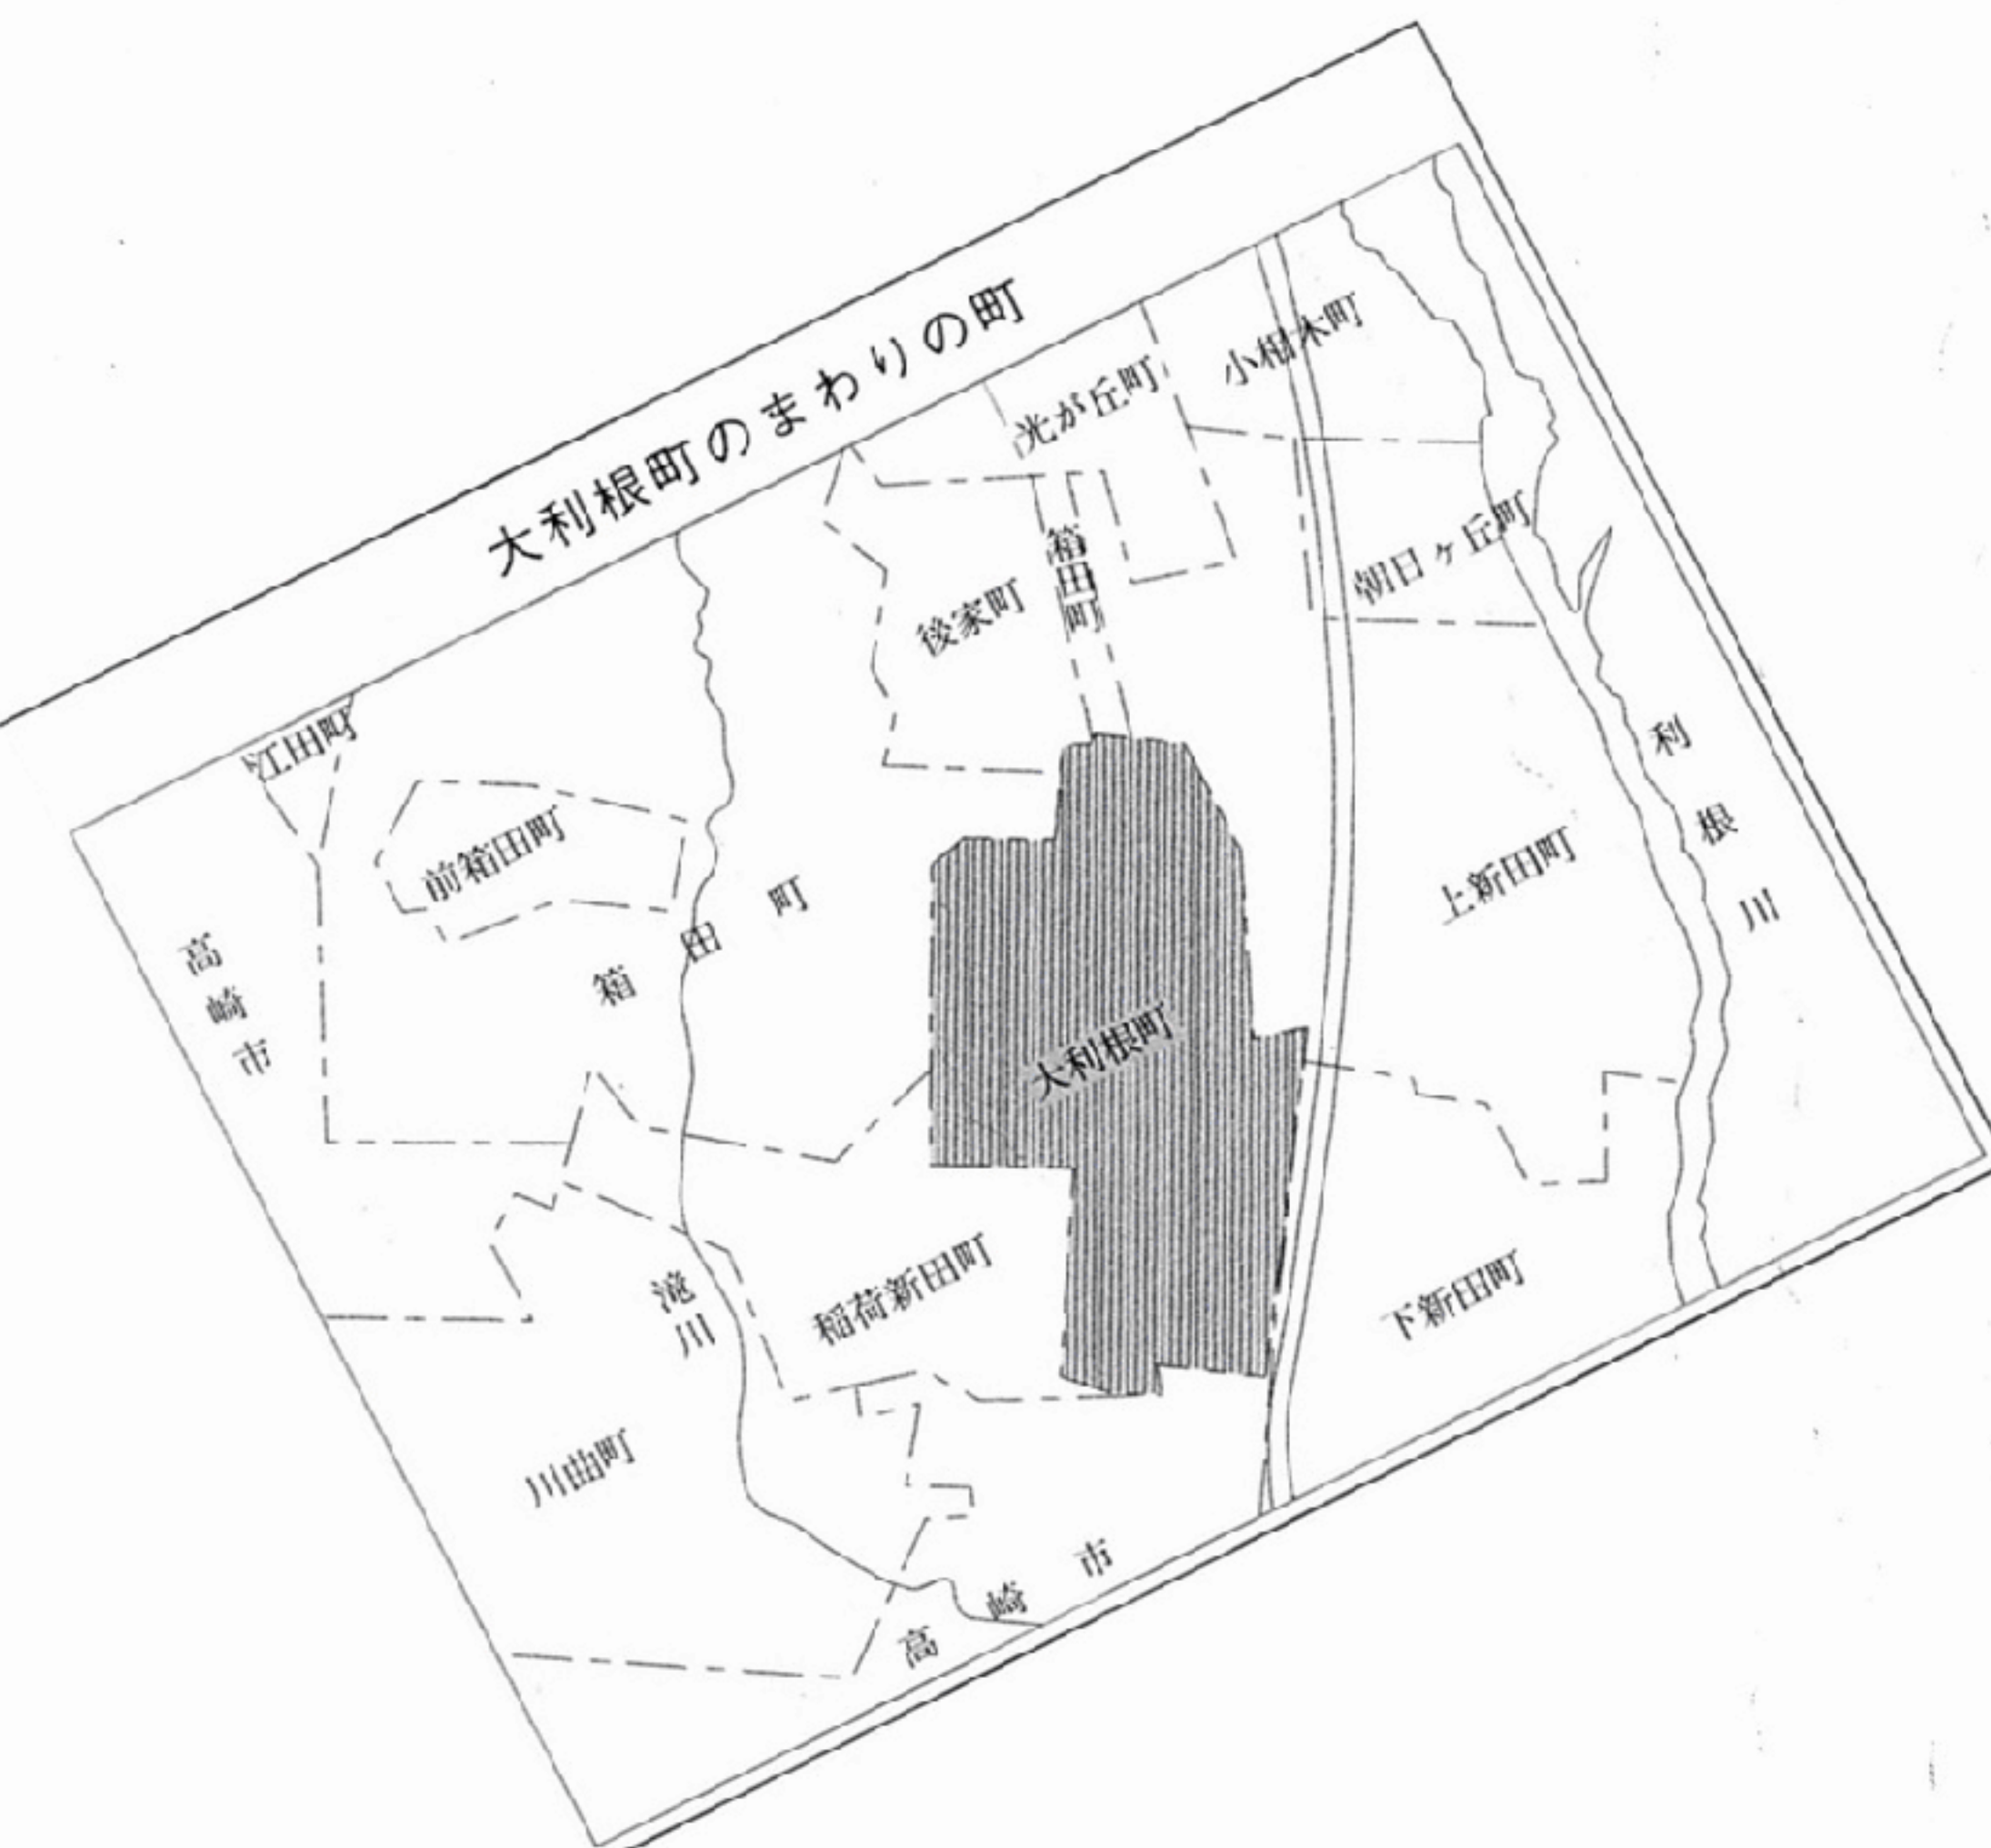 大利根町のまわりの町
小相木町
光が丘町
箱田町
朝日ヶ丘町
後家町
江田町
前箱田町
利根川
上新田町
箱田町
高崎市
大利根町
稲荷新田町
下新田町
滝川
川曲町
高崎市